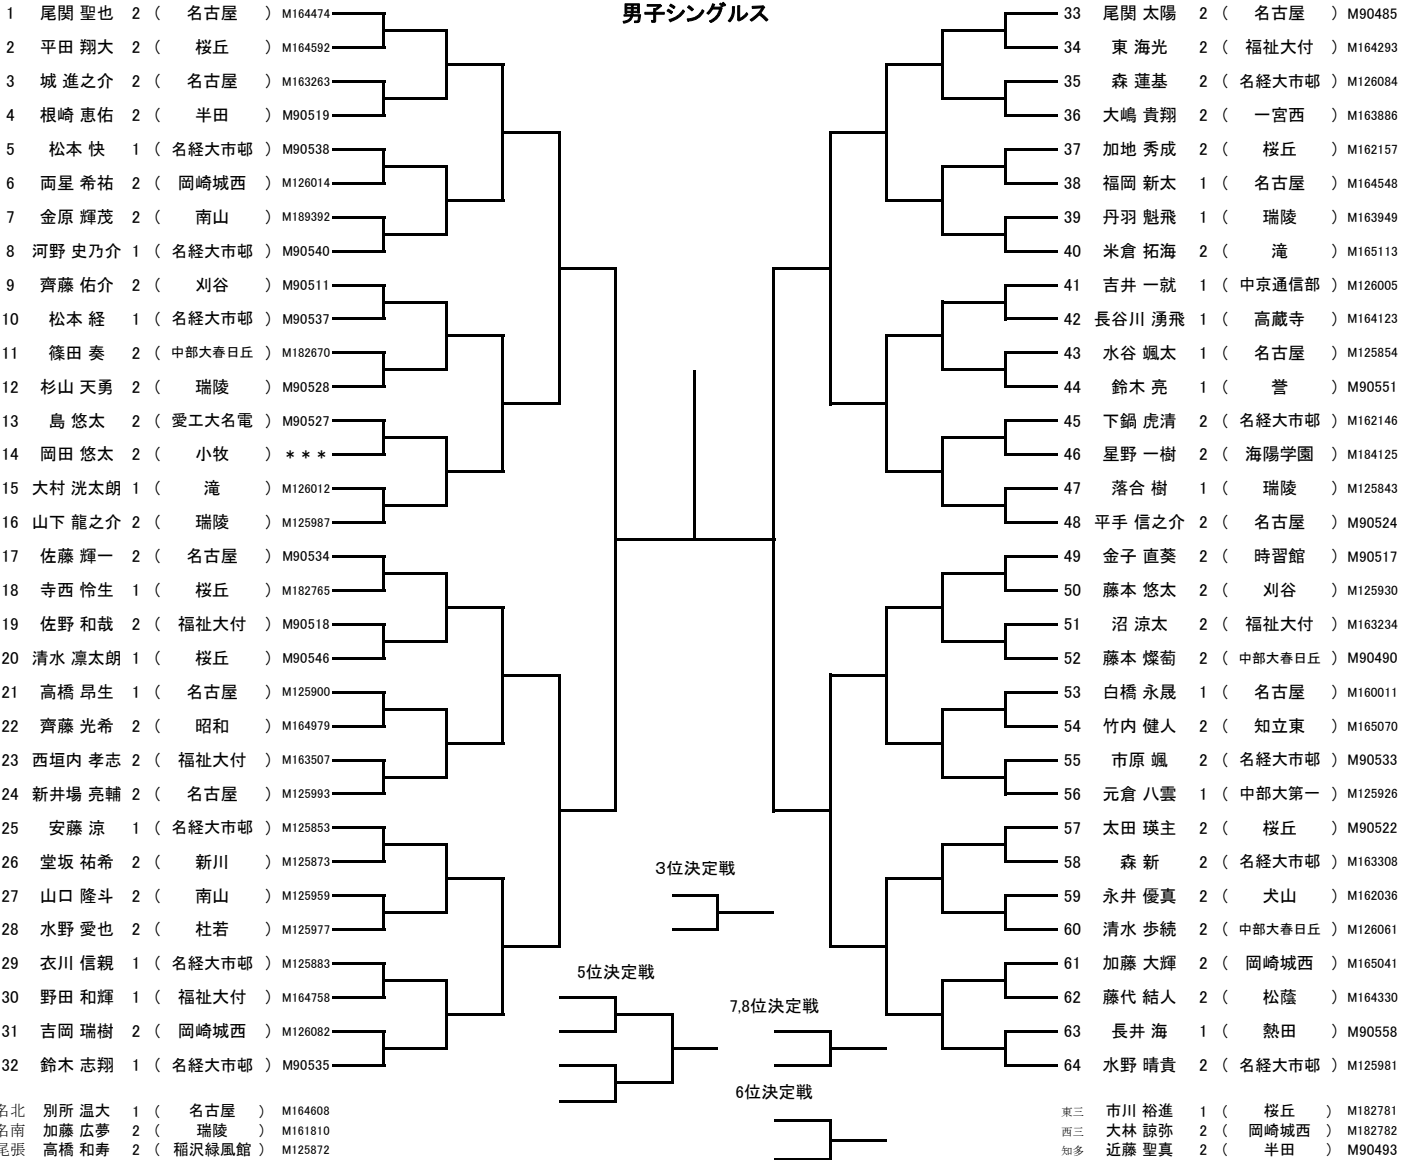 男子シングルス
1 尾関 聖也 2 ( 名古屋 ) M164474
2 平田 翔大 2 ( 桜丘 ) M164592
3 城 進之介 2 ( 名古屋 ) M163263
4 根崎 恵佑 2 ( 半田 ) M90519
5 松本 快 1 ( 名経大市邨 ) M90538
6 両星 希祐 2 ( 岡崎城西 ) M126014
7 金原 輝茂 2 ( 南山 ) M189392
8 河野 史乃介 1 ( 名経大市邨 ) M90540
9 齊藤 佑介 2 ( 刈谷 ) M90511
10 松本 経 1 ( 名経大市邨 ) M90537
11 篠田 奏 2 ( 中部大春日丘 ) M182670
12 杉山 天勇 2 ( 瑞陵 ) M90528
13 島 悠太 2 ( 愛工大名電 ) M90527
14 岡田 悠太 2 ( 小牧 ) ***
15 大村 洸太朗 1 ( 滝 ) M126012
16 山下 龍之介 2 ( 瑞陵 ) M125987
17 佐藤 輝一 2 ( 名古屋 ) M90534
18 寺西 怜生 1 ( 桜丘 ) M182765
19 佐野 和哉 2 ( 福祉大付 ) M90518
20 清水 凛太朗 1 ( 桜丘 ) M90546
21 高橋 昂生 1 ( 名古屋 ) M125900
22 齊藤 光希 2 ( 昭和 ) M164979
23 西垣内 孝志 2 ( 福祉大付 ) M163507
24 新井場 亮輔 2 ( 名古屋 ) M125993
25 安藤 涼 1 ( 名経大市邨 ) M125853
26 堂坂 祐希 2 ( 新川 ) M125873
27 山口 隆斗 2 ( 南山 ) M125959
28 水野 愛也 2 ( 杜若 ) M125977
29 衣川 信親 1 ( 名経大市邨 ) M125883
30 野田 和輝 1 ( 福祉大付 ) M164758
31 吉岡 瑞樹 2 ( 岡崎城西 ) M126082
32 鈴木 志翔 1 ( 名経大市邨 ) M90535
名北 別所 温大 1 ( 名古屋 ) M164608
名南 加藤 広夢 2 ( 瑞陵 ) M161810
尾張 高橋 和寿 2 ( 稲沢緑風館 ) M125872
3位決定戦
5位決定戦
7,8位決定戦
6位決定戦
33 尾関 太陽 2 ( 名古屋 ) M90485
34 東 海光 2 ( 福祉大付 ) M164293
35 森 蓮基 2 ( 名経大市邨 ) M126084
36 大嶋 貴翔 2 ( 一宮西 ) M163886
37 加地 秀成 2 ( 桜丘 ) M162157
38 福岡 新太 1 ( 名古屋 ) M164548
39 丹羽 魁飛 1 ( 瑞陵 ) M163949
40 米倉 拓海 2 ( 滝 ) M165113
41 吉井 一就 1 ( 中京通信部 ) M126005
42 長谷川 湧飛 1 ( 高蔵寺 ) M164123
43 水谷 颯太 1 ( 名古屋 ) M125854
44 鈴木 亮 1 ( 誉 ) M90551
45 下鍋 虎清 2 ( 名経大市邨 ) M162146
46 星野 一樹 2 ( 海陽学園 ) M184125
47 落合 樹 1 ( 瑞陵 ) M125843
48 平手 信之介 2 ( 名古屋 ) M90524
49 金子 直葵 2 ( 時習館 ) M90517
50 藤本 悠太 2 ( 刈谷 ) M125930
51 沼 涼太 2 ( 福祉大付 ) M163234
52 藤本 燦萄 2 ( 中部大春日丘 ) M90490
53 白橋 永晟 1 ( 名古屋 ) M160011
54 竹内 健人 2 ( 知立東 ) M165070
55 市原 颯 2 ( 名経大市邨 ) M90533
56 元倉 八雲 1 ( 中部大第一 ) M125926
57 太田 瑛主 2 ( 桜丘 ) M90522
58 森 新 2 ( 名経大市邨 ) M163308
59 永井 優真 2 ( 犬山 ) M162036
60 清水 歩続 2 ( 中部大春日丘 ) M126061
61 加藤 大輝 2 ( 岡崎城西 ) M165041
62 藤代 結人 2 ( 松蔭 ) M164330
63 長井 海 1 ( 熱田 ) M90558
64 水野 晴貴 2 ( 名経大市邨 ) M125981
東三 市川 裕進 1 ( 桜丘 ) M182781
西三 大林 諒弥 2 ( 岡崎城西 ) M182782
知多 近藤 聖真 2 ( 半田 ) M90493